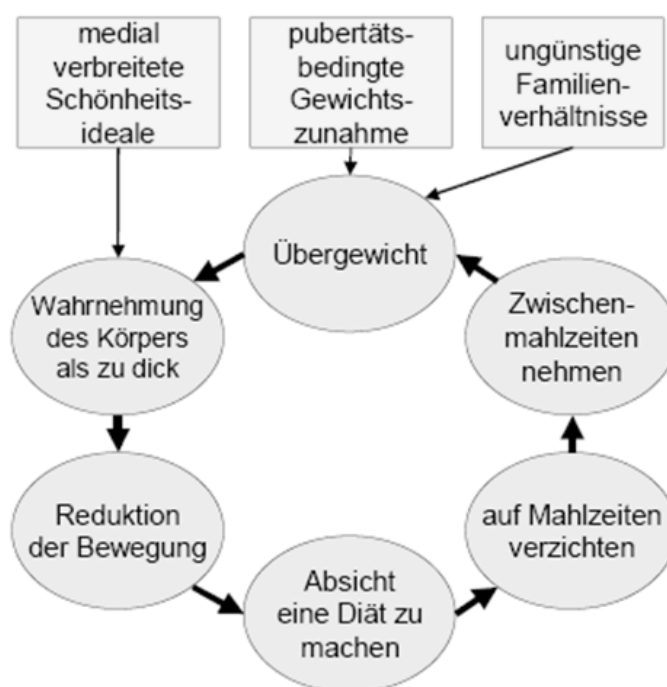 medial
verbreitete
Schönheits-
ideale
pubertäts-
bedingte
Gewichts-
zunahme
ungünstige
Familien-
verhältnisse
Übergewicht
Wahrnehmung
des Körpers
als zu dick
Zwischen-
mahlzeiten
nehmen
Reduktion
der Bewegung
auf Mahlzeiten
verzichten
Absicht
eine Diät zu
machen